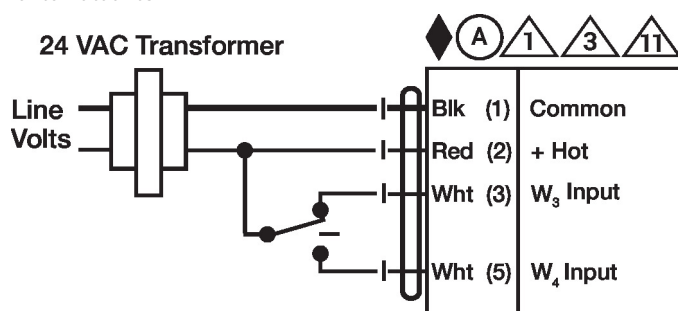 24 VAC Transformer
A 1 3 11
Line
Volts
Blk (1) Common
Red (2) + Hot
Wht (3) W₃ Input
Wht (5) W₄ Input